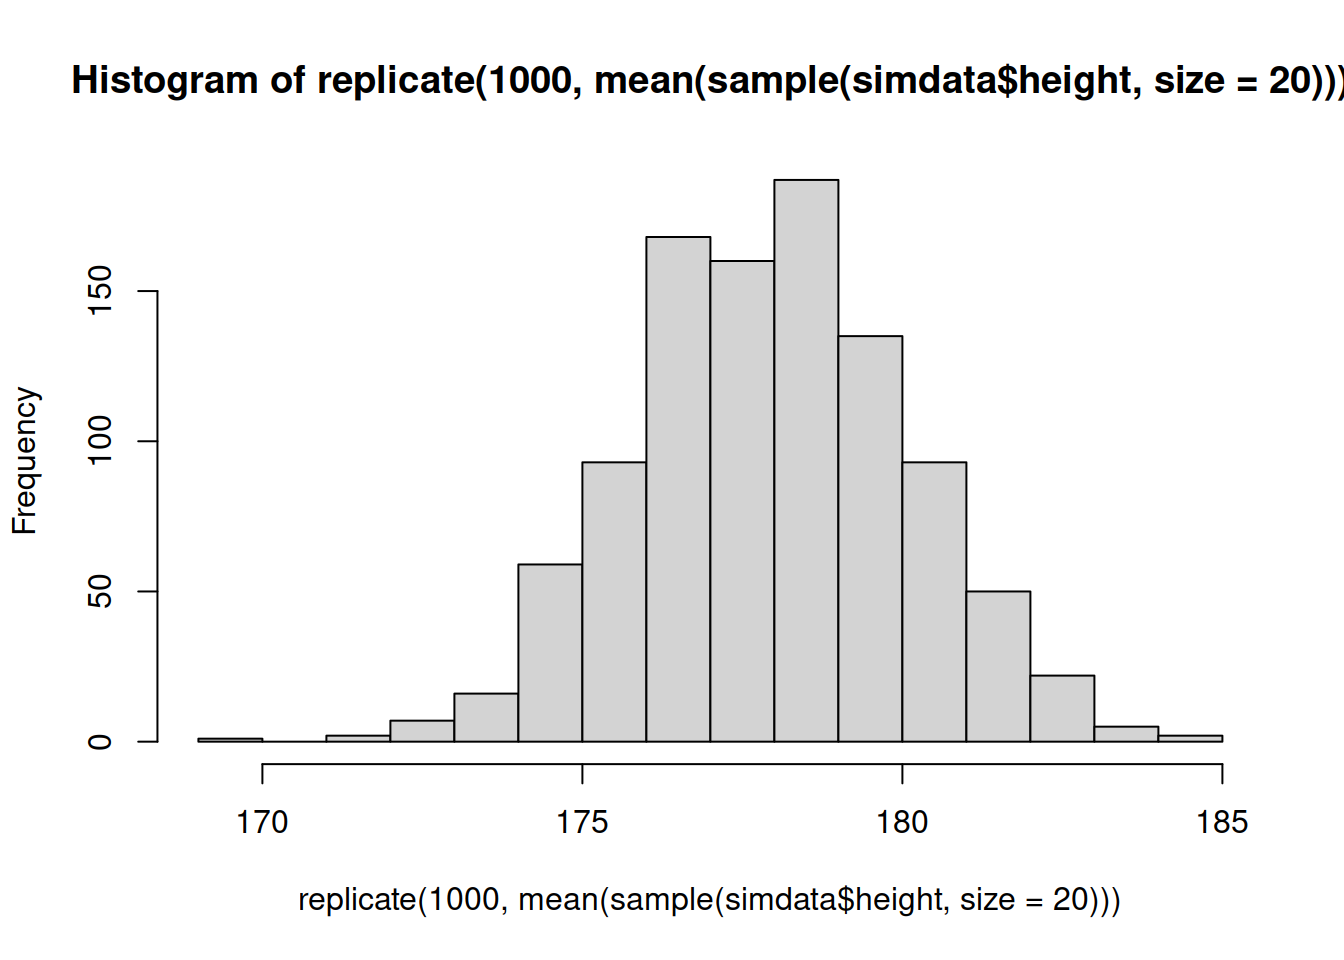 Histogram of replicate(1000, mean(sample(simdata$height, size = 20)))
150
100
50
0
Frequency
170 175 180 185
replicate(1000, mean(sample(simdata$height, size = 20)))